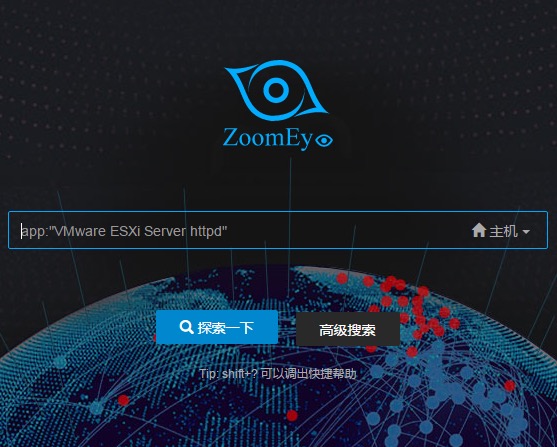 ZoomEye
app:"VMware ESXi Server httpd"
主机
探索一下
高级搜索
Tip: shift+? 可以调出快捷帮助